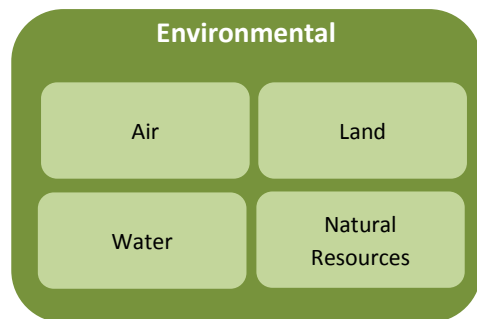 Environmental
Air
Land
Water
Natural
Resources